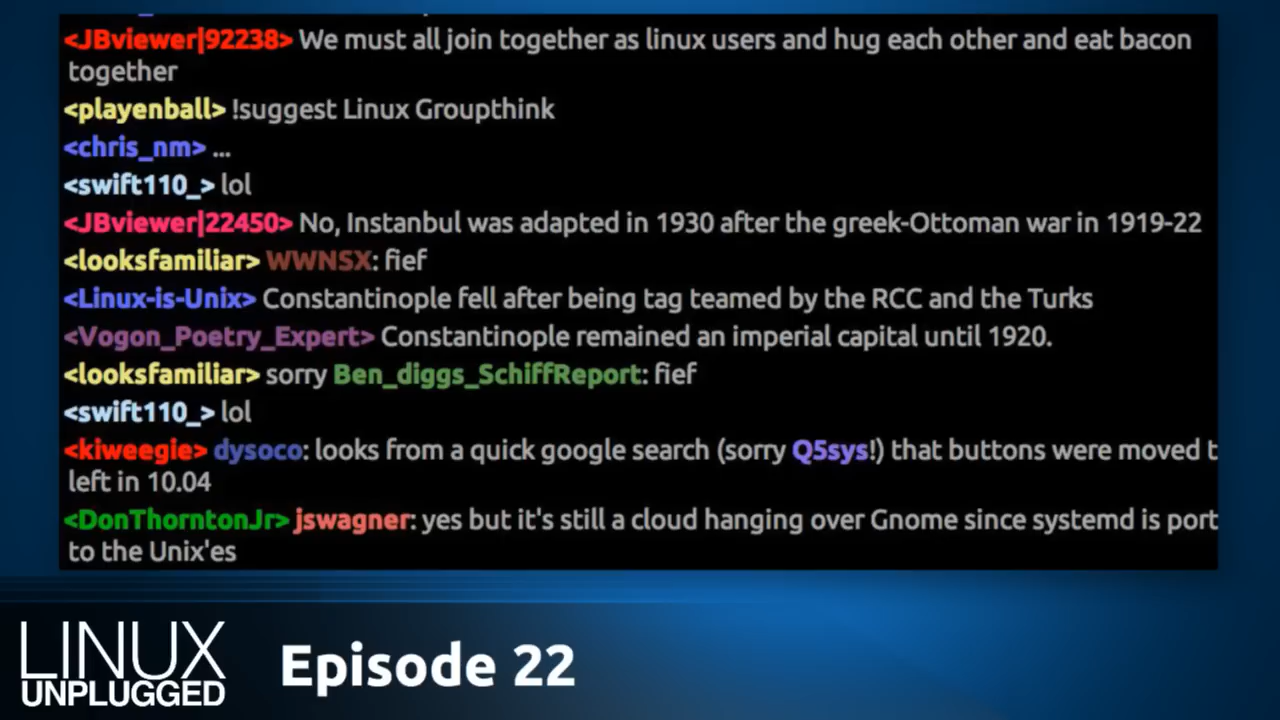 <JBviewer|92238> We must all join together as linux users and hug each other and eat bacon
together
<playenball> !suggest Linux Groupthink
<chris_nm> ...
<swift110_> lol
<JBviewer|22450> No, Instanbul was adapted in 1930 after the greek-Ottoman war in 1919-22
<looksfamiliar> WWNSX: fief
<Linux-is-Unix> Constantinople fell after being tag teamed by the RCC and the Turks
<Vogon_Poetry_Expert> Constantinople remained an imperial capital until 1920.
<looksfamiliar> sorry Ben_diggs_SchiffReport: fief
<swift110_> lol
<kiweegie> dysoco: looks from a quick google search (sorry Q5sys!) that buttons were moved t
left in 10.04
<DonThorntonJr> jswagner: yes but it's still a cloud hanging over Gnome since systemd is port
to the Unix'es
LINUX
UNPLUGGED
Episode 22